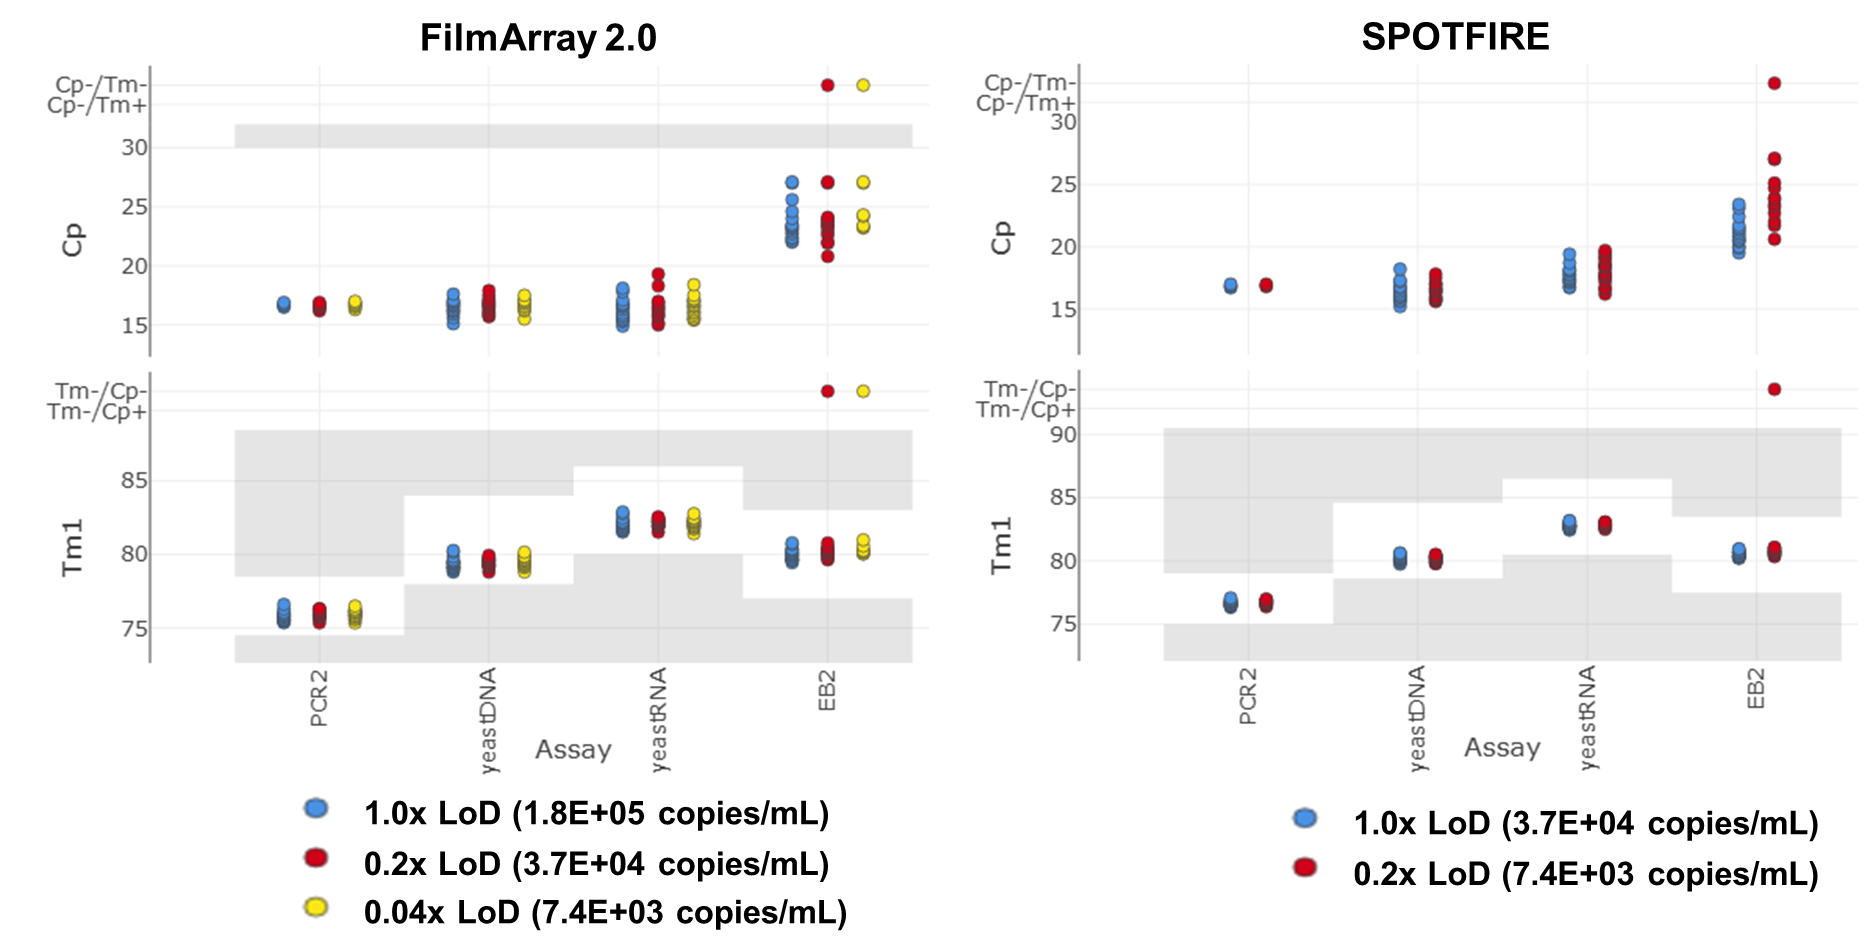 FilmArray 2.0
Cp-/Tm-
Cp-/Tm+
30
25
20
15
Cp
Tm-/Cp-
Tm-/Cp+
85
80
75
Tm1
PCR2
yeastDNA
yeastRNA
EB2
Assay
1.0x LoD (1.8E+05 copies/mL)
0.2x LoD (3.7E+04 copies/mL)
0.04x LoD (7.4E+03 copies/mL)
SPOTFIRE
Cp-/Tm-
Cp-/Tm+
30
25
20
15
Cp
Tm-/Cp-
Tm-/Cp+
90
85
80
75
Tm1
PCR2
yeastDNA
yeastRNA
EB2
Assay
1.0x LoD (3.7E+04 copies/mL)
0.2x LoD (7.4E+03 copies/mL)